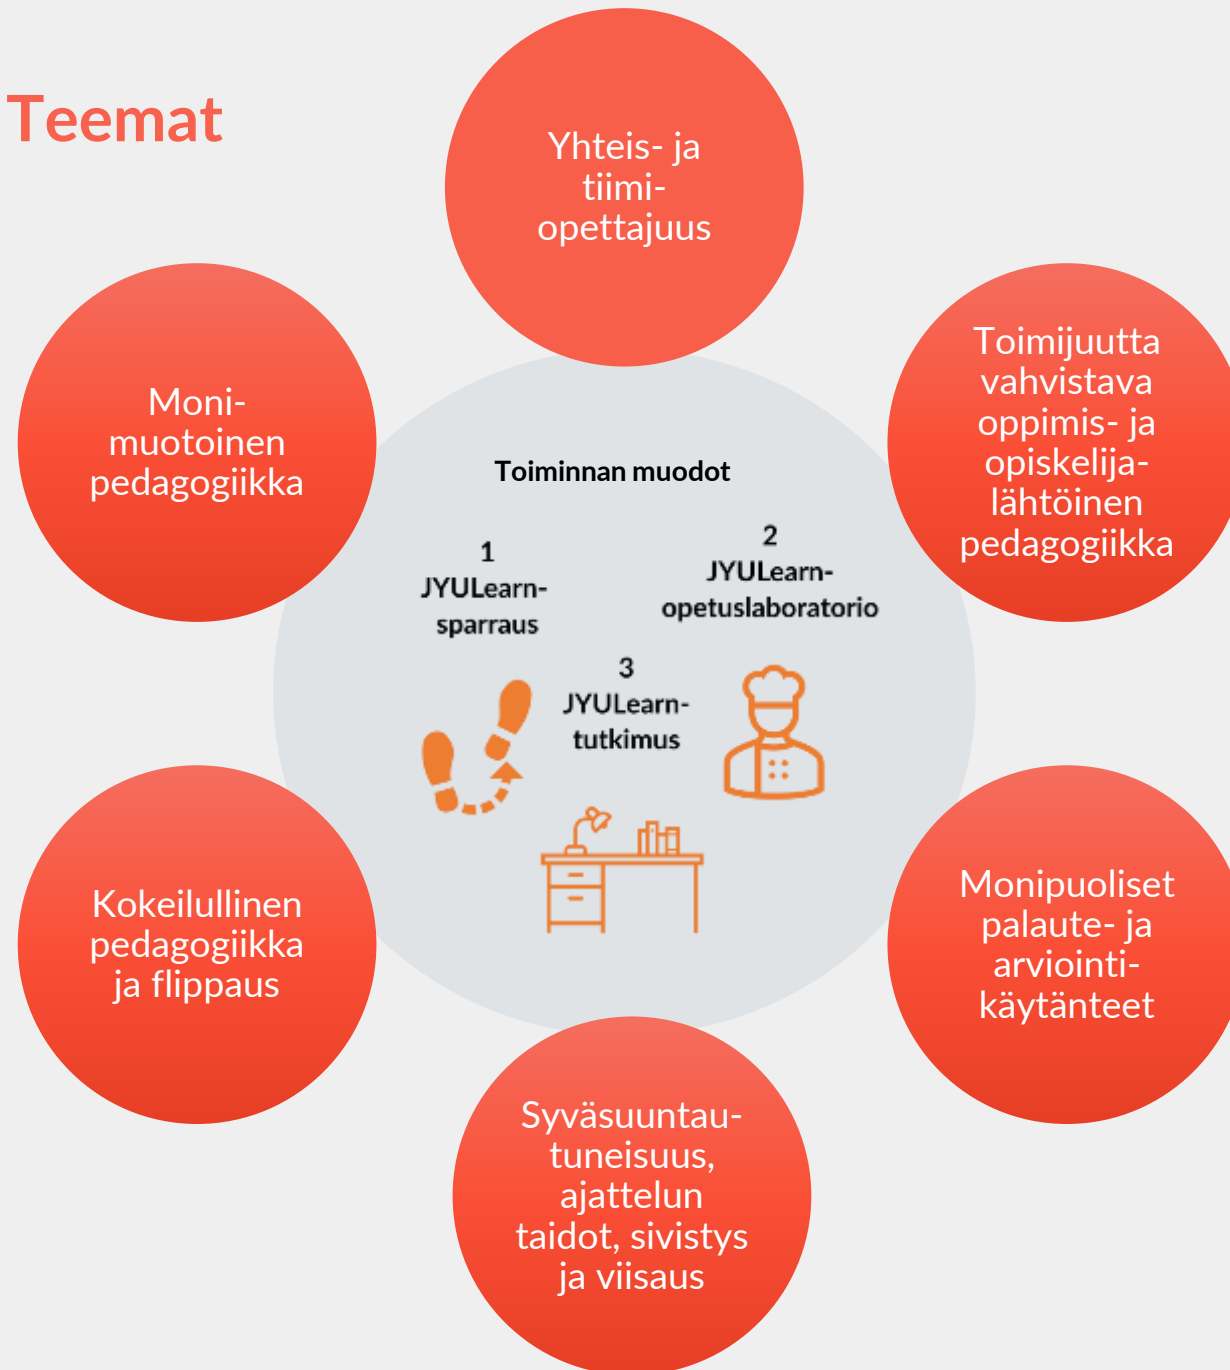 Teemat
Yhteis- ja
tiimi-
opettajuus
Toimijuutta
vahvistava
oppimis- ja
opiskelija-
lähtöinen
pedagogiikka
Monipuoliset
palaute- ja
arviointi-
käytänteet
Syväsuuntau-
tuneisuus,
ajattelun
taidot, sivistys
ja viisaus
Kokeilullinen
pedagogiikka
ja flippaus
Moni-
muotoinen
pedagogiikka
Toiminnan muodot
1
JYULearn-
sparraus
2
JYULearn-
opetuslaboratorio
3
JYULearn-
tutkimus